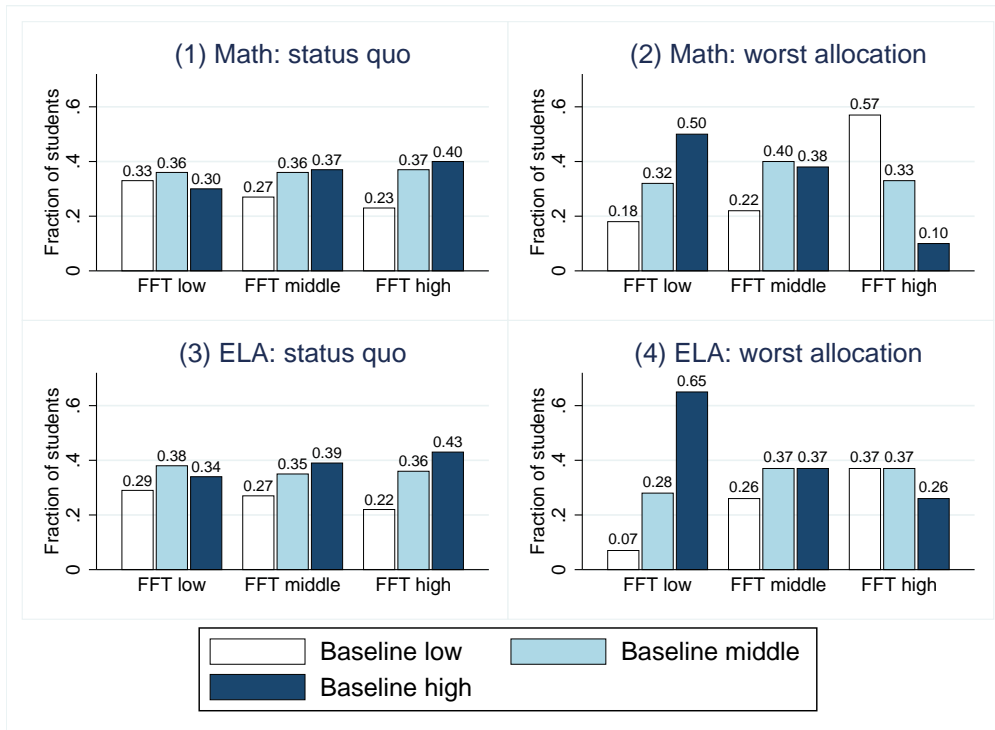 (1) Math: status quo
Fraction of students
0 .2 .4 .6
0.33 0.36 0.30 0.27 0.36 0.37 0.23 0.37 0.40
FFT low FFT middle FFT high
(2) Math: worst allocation
Fraction of students
0 .2 .4 .6
0.18 0.32 0.50 0.22 0.40 0.38 0.57 0.33 0.10
FFT low FFT middle FFT high
(3) ELA: status quo
Fraction of students
0 .2 .4 .6
0.29 0.38 0.34 0.27 0.35 0.39 0.22 0.36 0.43
FFT low FFT middle FFT high
(4) ELA: worst allocation
Fraction of students
0 .2 .4 .6
0.07 0.28 0.65 0.26 0.37 0.37 0.37 0.37 0.26
FFT low FFT middle FFT high
Baseline low Baseline middle
Baseline high